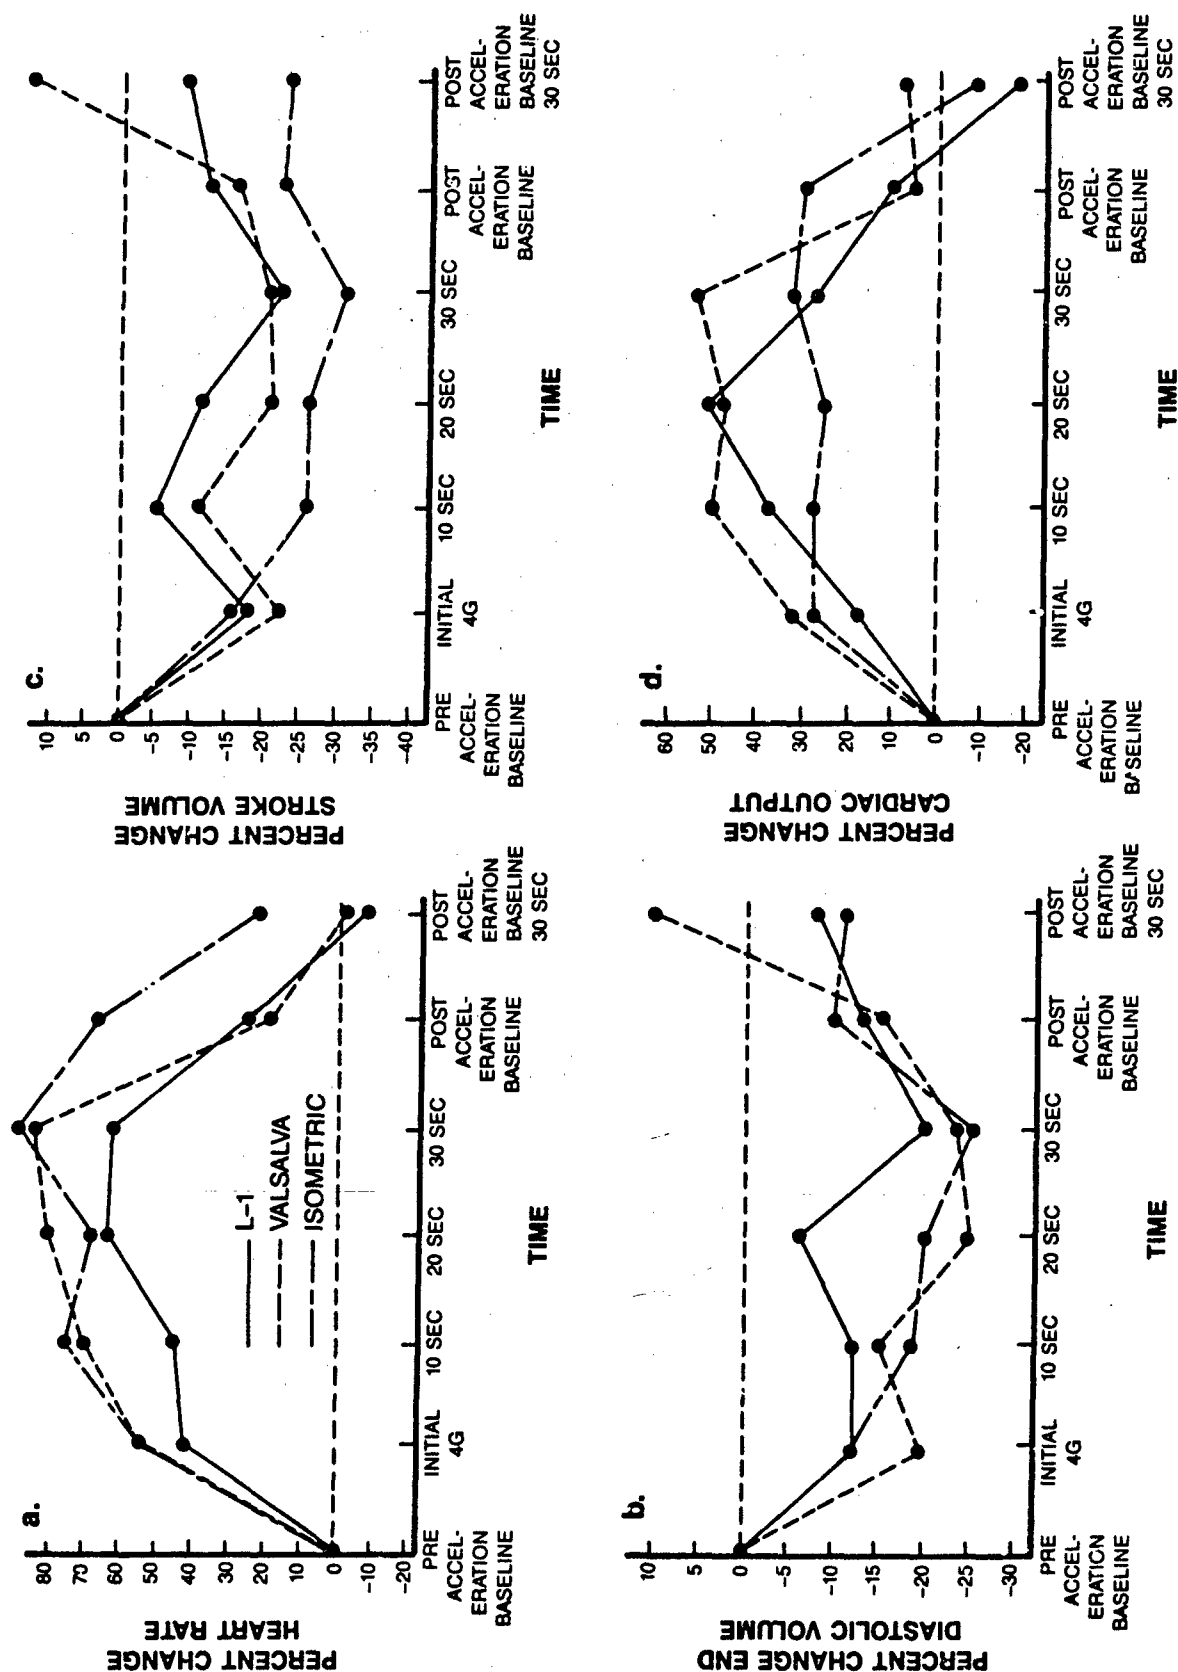 a.
PERCENT CHANGE
HEART RATE
80
70
60
50
40
30
20
10
0
-10
-20
L-1
VALSALVA
ISOMETRIC
PRE
ACCEL-
ERATION
BASELINE
INITIAL
4G
10 SEC
20 SEC
30 SEC
POST
ACCEL-
ERATION
BASELINE
POST
ACCEL-
ERATION
BASELINE
30 SEC
TIME
b.
PERCENT CHANGE END
DIASTOLIC VOLUME
10
0
-5
-10
-15
-20
-25
-30
PRE
ACCEL-
ERATION
BASELINE
INITIAL
4G
10 SEC
20 SEC
30 SEC
POST
ACCEL-
ERATION
BASELINE
POST
ACCEL-
ERATION
BASELINE
30 SEC
TIME
c.
PERCENT CHANGE
STROKE VOLUME
10
5
0
-5
-10
-15
-20
-25
-30
-35
-40
PRE
ACCEL-
ERATION
BASELINE
INITIAL
4G
10 SEC
20 SEC
30 SEC
POST
ACCEL-
ERATION
BASELINE
POST
ACCEL-
ERATION
BASELINE
30 SEC
TIME
d.
PERCENT CHANGE
CARDIAC OUTPUT
60
50
40
30
20
0
-10
-20
PRE
ACCEL-
ERATION
BASELINE
INITIAL
4G
10 SEC
20 SEC
30 SEC
POST
ACCEL-
ERATION
BASELINE
POST
ACCEL-
ERATION
BASELINE
30 SEC
TIME